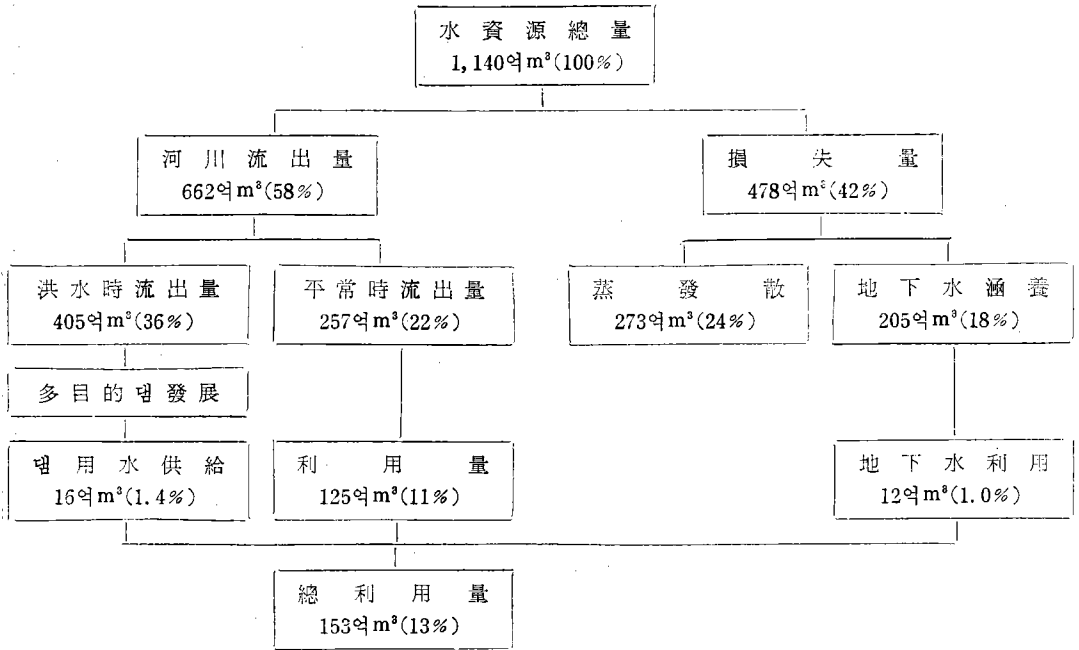 水資源總量
1,140억m³(100%)
河川流出量
662억m³(58%)
損失量
478억m³(42%)
洪水時流出量
405억m³(36%)
平常時流出量
257억m³(22%)
蒸發散
273억m³(24%)
地下水涵養
205억m³(18%)
多目的댐發展
댐用水供給
16억m³(1.4%)
利用量
125억m³(11%)
地下水利用
12억m³(1.0%)
總利用量
153억m³(13%)